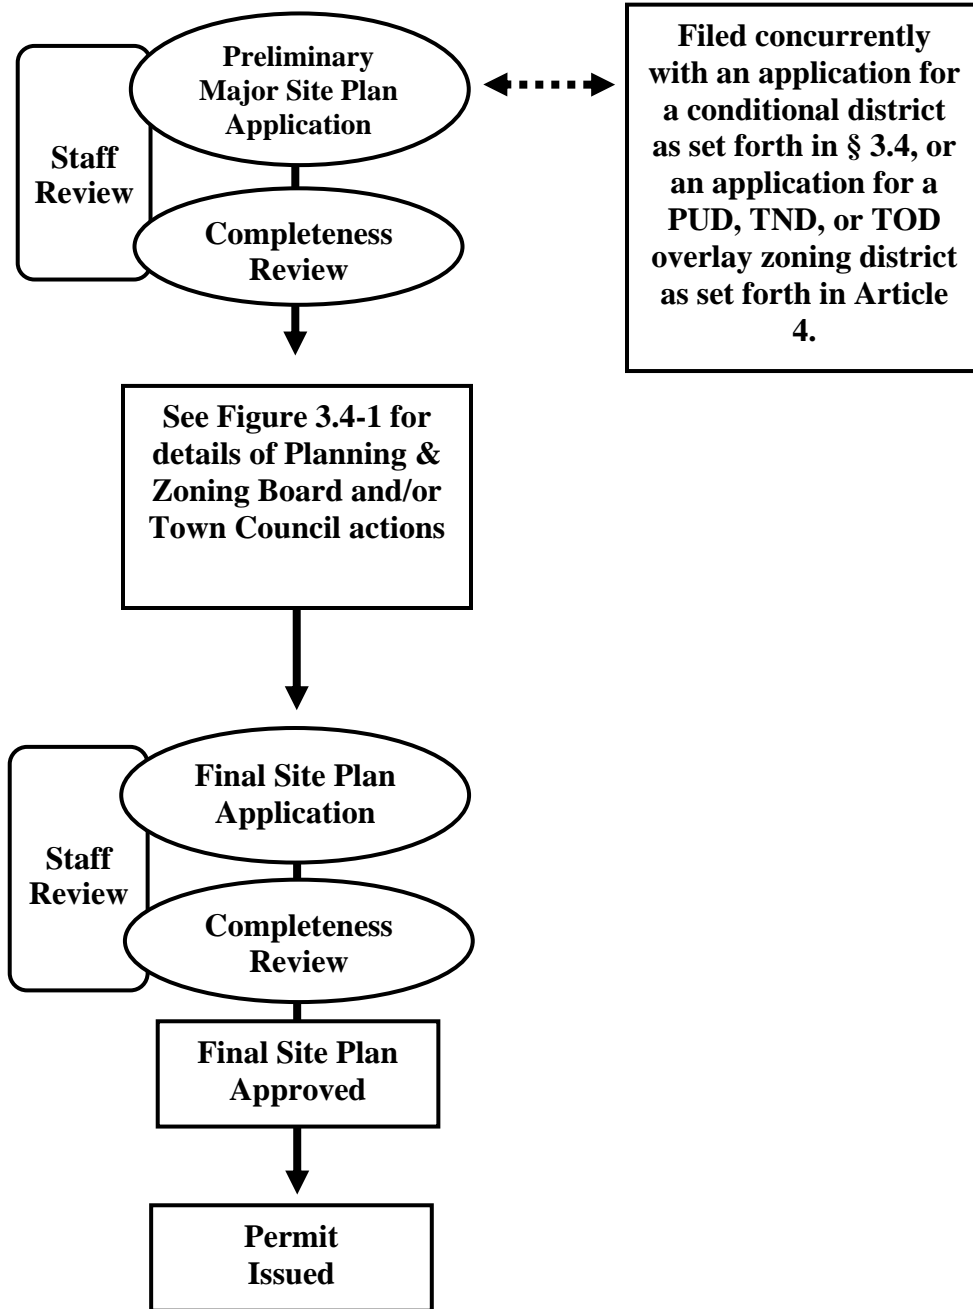 Preliminary
Major Site Plan
Application
Staff
Review
Completeness
Review
Filed concurrently
with an application for
a conditional district
as set forth in § 3.4, or
an application for a
PUD, TND, or TOD
overlay zoning district
as set forth in Article
4.
See Figure 3.4-1 for
details of Planning &
Zoning Board and/or
Town Council actions
Final Site Plan
Application
Staff
Review
Completeness
Review
Final Site Plan
Approved
Permit
Issued